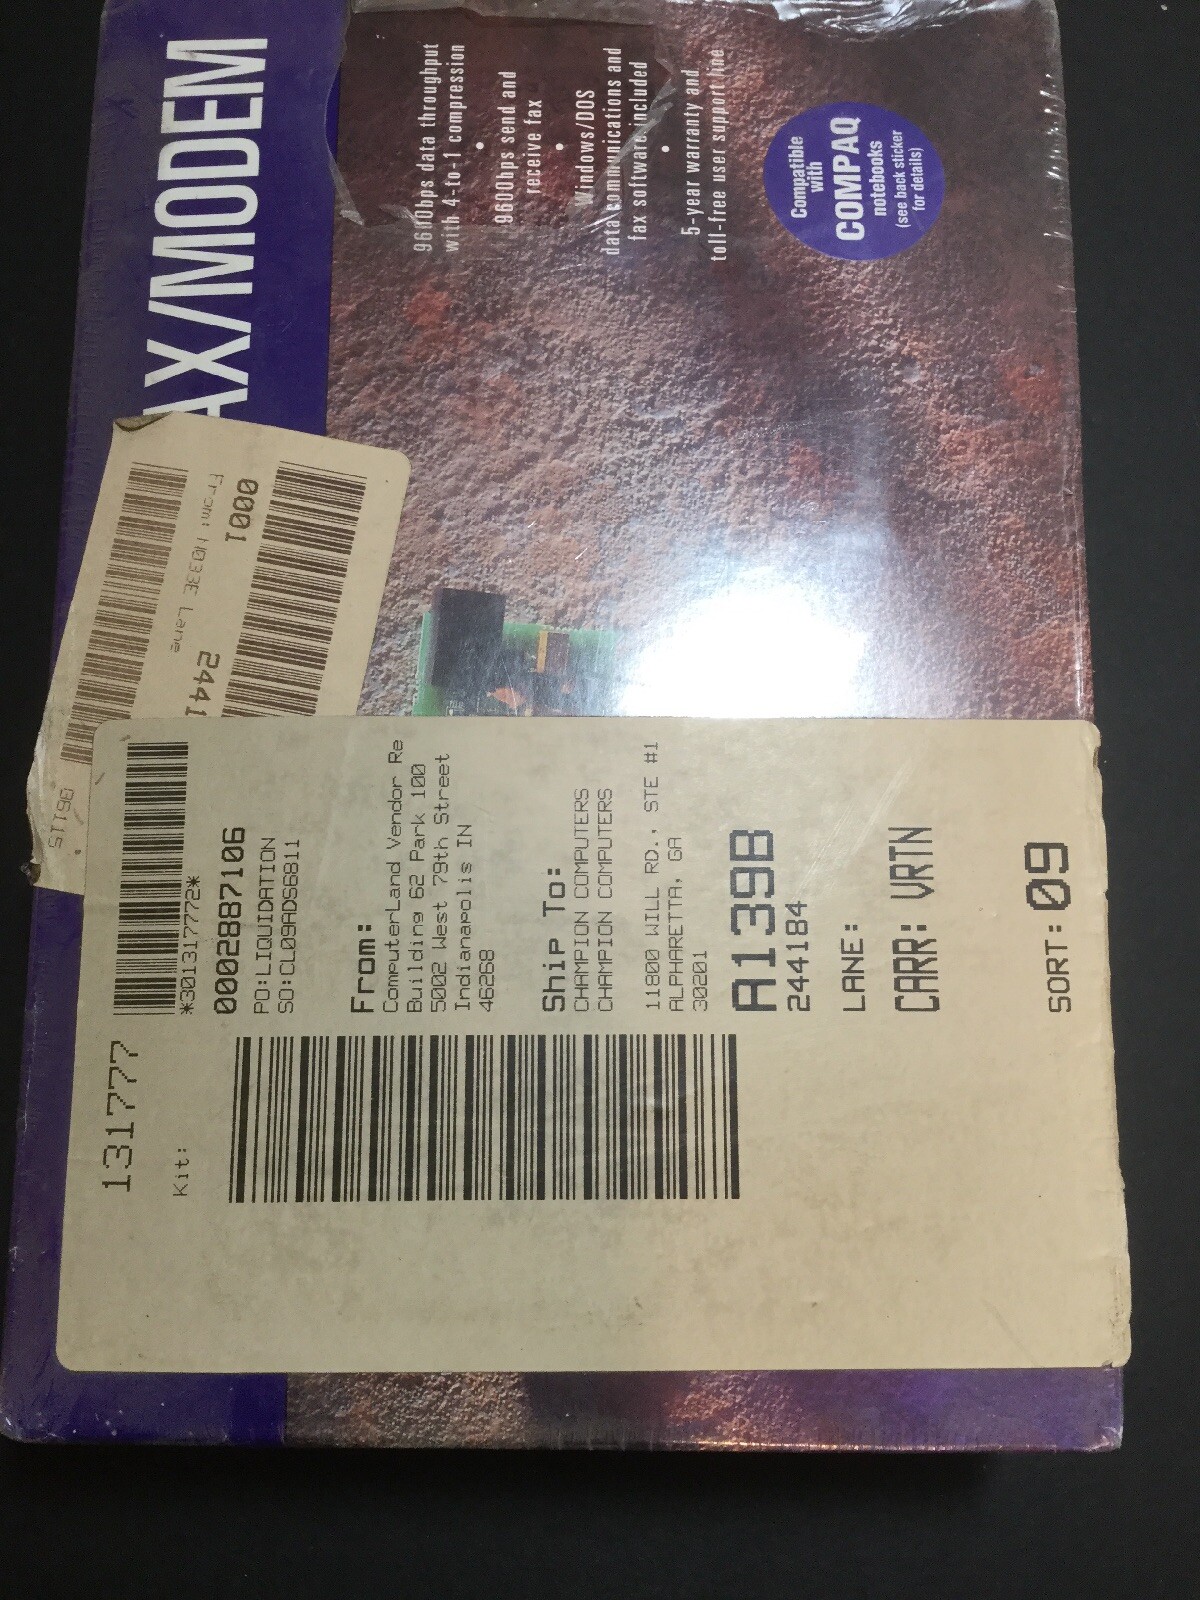 AX/MODEM
9600bps data throughput
with 4-to-1 compression
•
9600bps send and
receive fax
•
Windows/DOS
data communications and
fax software included
•
5-year warranty and
toll-free user support line
Compatible
with
COMPAQ
notebooks
(see back sticker
for details)
0001
From: W033E Lane
2441
06115
*301317772*
0002887106
PO:LIQUIDATION
SO:CL09ADS6811
From:
ComputerLand Vendor Re
Building 62 Park 100
5002 West 79th Street
Indianapolis IN
46268
Ship To:
CHAMPION COMPUTERS
CHAMPION COMPUTERS
11800 WILL RD., STE #1
ALPHARETTA, GA
30201
A139B
244184
LANE:
CARR: VRTN
SORT: 09
131777
Kit: